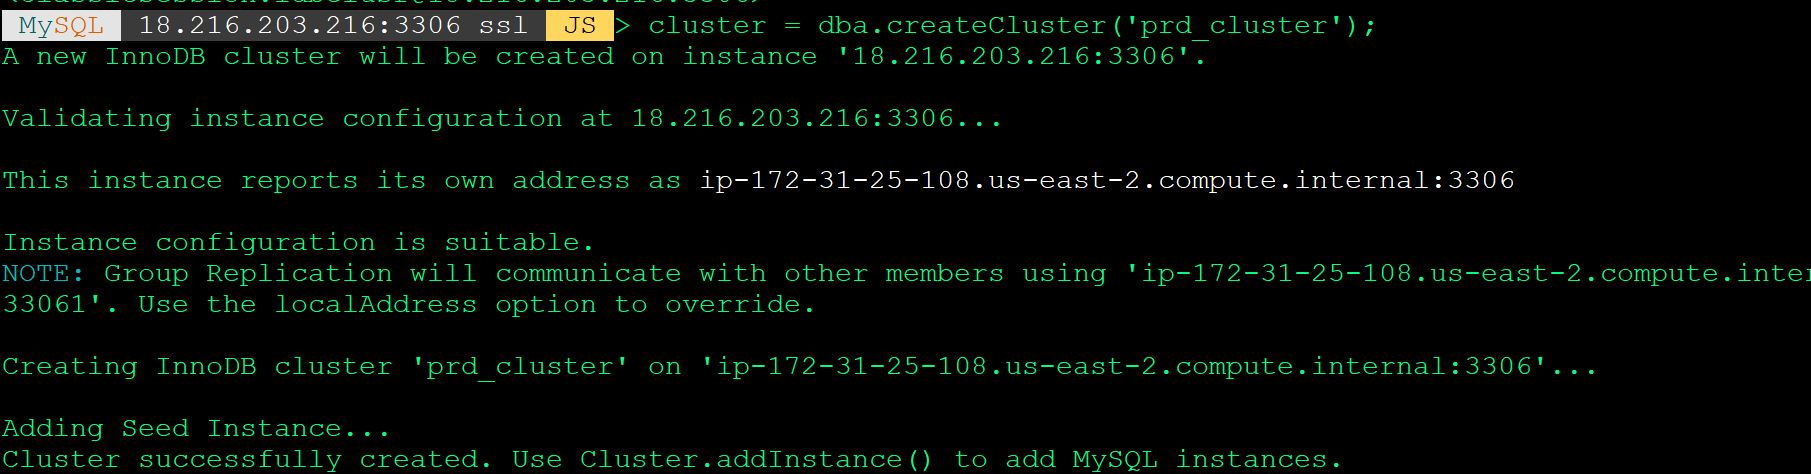 MySQL 18.216.203.216:3306 ssl JS > cluster = dba.createCluster('prd_cluster');
A new InnoDB cluster will be created on instance '18.216.203.216:3306'.
Validating instance configuration at 18.216.203.216:3306...
This instance reports its own address as ip-172-31-25-108.us-east-2.compute.internal:3306
Instance configuration is suitable.
NOTE: Group Replication will communicate with other members using 'ip-172-31-25-108.us-east-2.compute.inter
33061'. Use the localAddress option to override.
Creating InnoDB cluster 'prd_cluster' on 'ip-172-31-25-108.us-east-2.compute.internal:3306'...
Adding Seed Instance...
Cluster successfully created. Use Cluster.addInstance() to add MySQL instances.